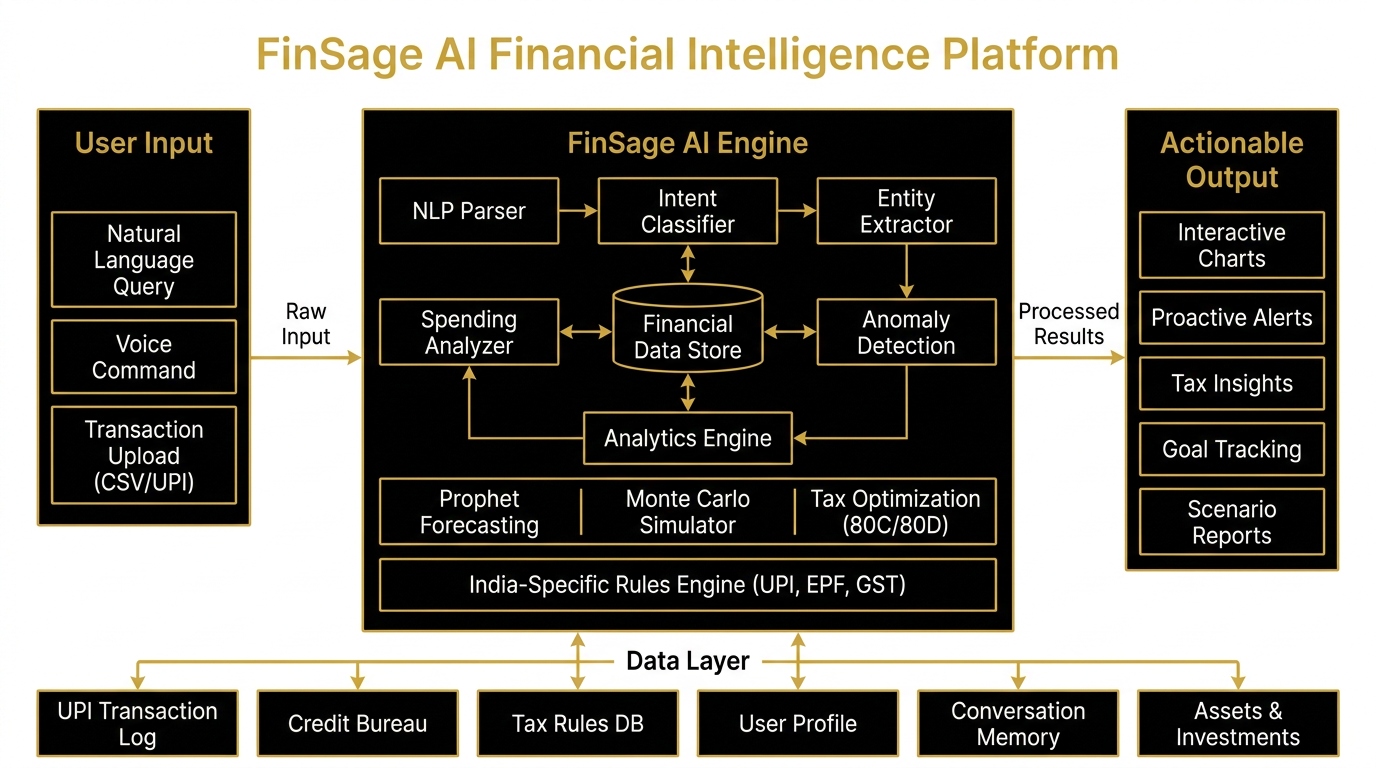 FinSage AI Financial Intelligence Platform
User Input
Natural
Language
Query
Voice
Command
Transaction
Upload
(CSV/UPI)
Raw
Input
FinSage AI Engine
NLP Parser
Intent
Classifier
Entity
Extractor
Spending
Analyzer
Financial
Data Store
Anomaly
Detection
Analytics Engine
Prophet
Forecasting
Monte Carlo
Simulator
Tax Optimization
(80C/80D)
India-Specific Rules Engine (UPI, EPF, GST)
Processed
Results
Actionable
Output
Interactive
Charts
Proactive Alerts
Tax Insights
Goal Tracking
Scenario
Reports
Data Layer
UPI Transaction
Log
Credit Bureau
Tax Rules DB
User Profile
Conversation
Memory
Assets &
Investments